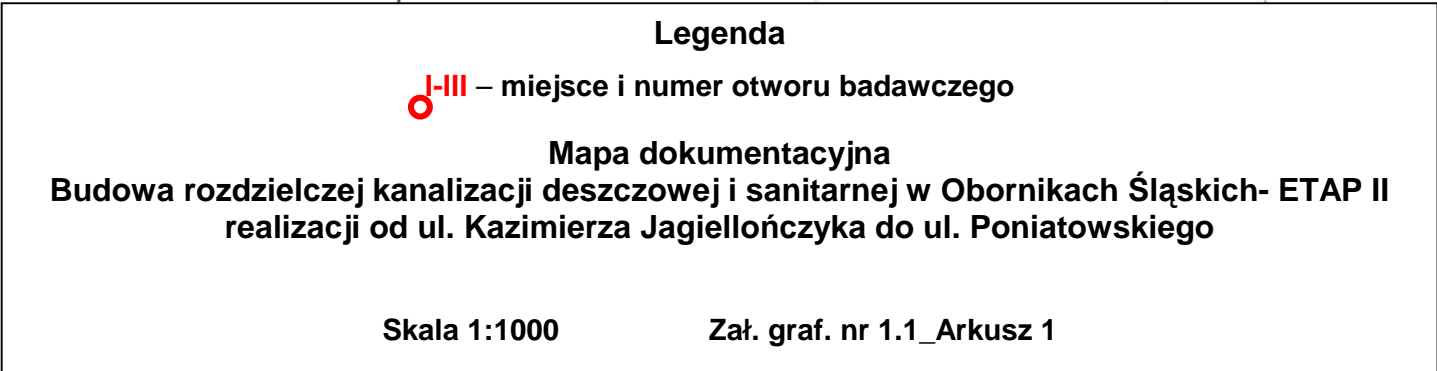 Legenda
I-III – miejsce i numer otworu badawczego
Mapa dokumentacyjna
Budowa rozdzielczej kanalizacji deszczowej i sanitarnej w Obornikach Śląskich- ETAP II
realizacji od ul. Kazimierza Jagiellończyka do ul. Poniatowskiego
Skala 1:1000 Zał. graf. nr 1.1_Arkusz 1